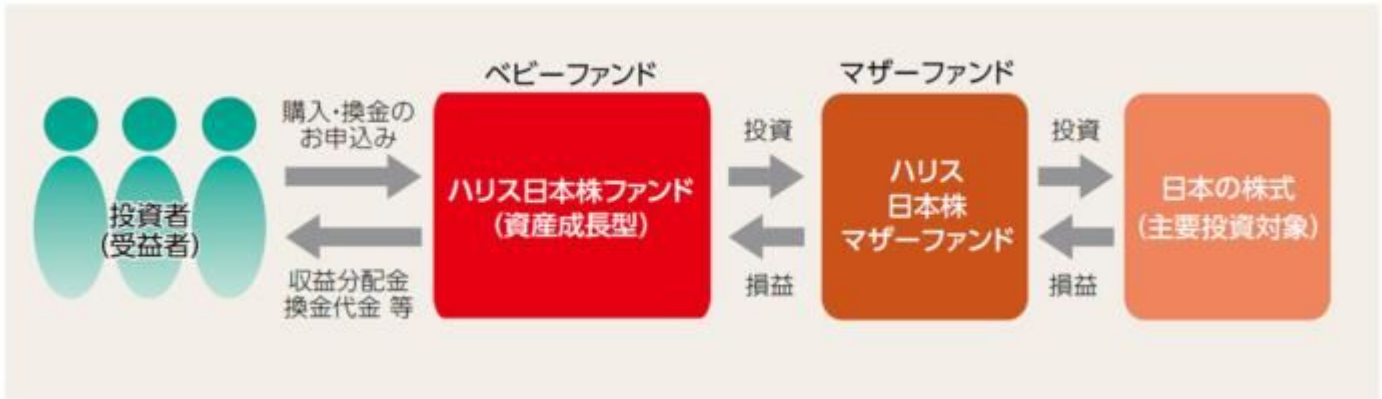 ベビーファンド
マザーファンド
購入・換金の
お申込み
投資者
(受益者)
収益分配金
換金代金 等
ハリス日本株ファンド
(資産成長型)
投資
損益
ハリス
日本株
マザーファンド
投資
損益
日本の株式
(主要投資対象)